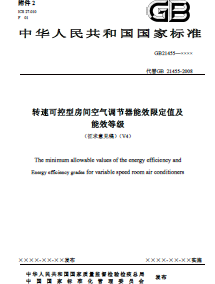 附件 2
ICS 27.010
F 01
GB
中华人民共和国国家标准
GB21455—××××
代替GB 21455-2008
转速可控型房间空气调节器能效限定值及
能效等级
（征求意见稿）（V4）
The minimum allowable values of the energy efficiency and
Energy efficiency grades for variable speed room air conditioners
××××-××-××发布
××××-××-××实施
中华人民共和国国家质量监督检验检疫总局
中国国家标准化管理委员会
发布